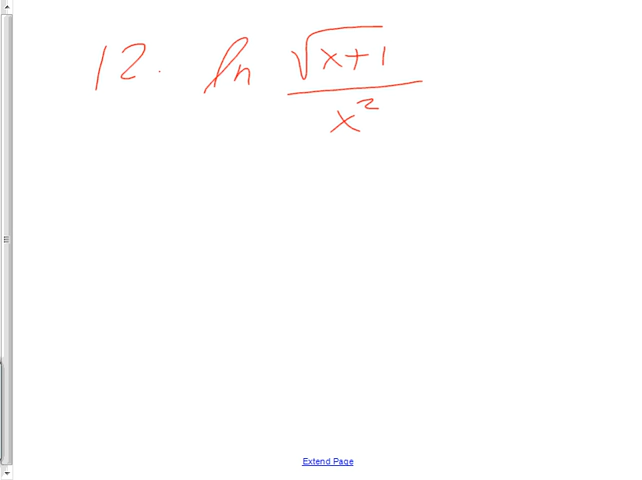 12. ln √(x+1) / x²
Extend Page